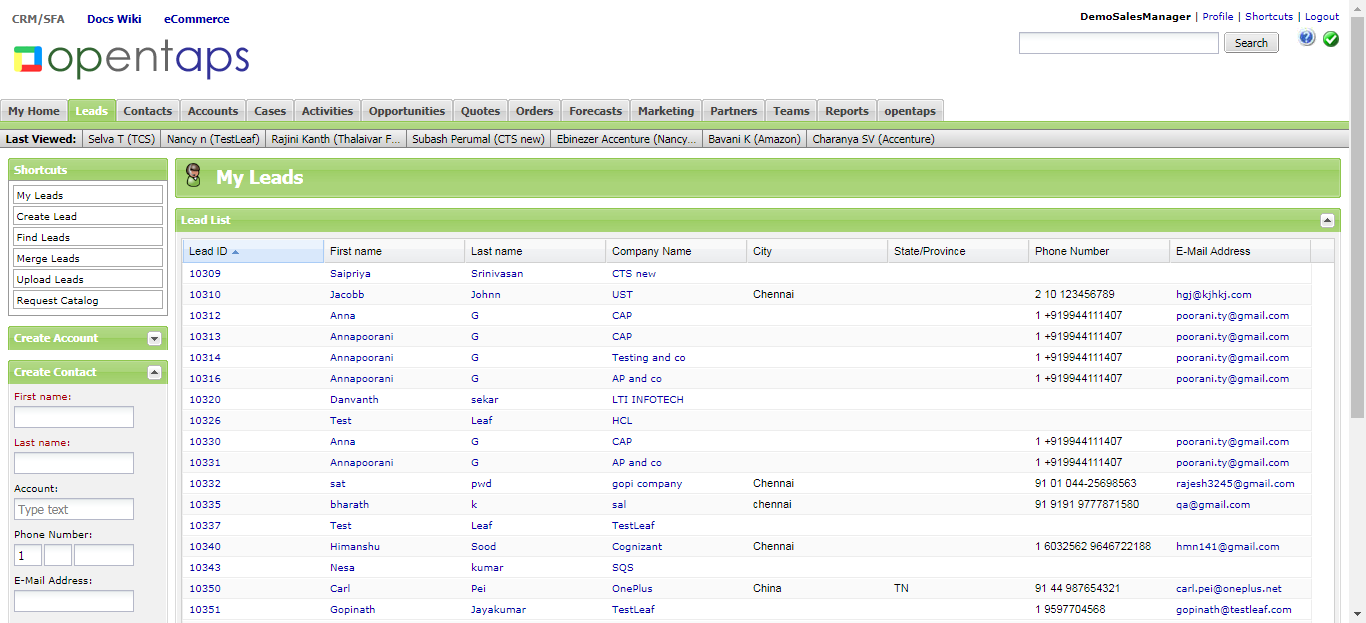 CRM/SFA Docs Wiki eCommerce
DemoSalesManager | Profile | Shortcuts | Logout
opentaps
Search
My Home Leads Contacts Accounts Cases Activities Opportunities Quotes Orders Forecasts Marketing Partners Teams Reports opentaps
Last Viewed: Selva T (TCS) Nancy n (TestLeaf) Rajini Kanth (Thalaivar F... Subash Perumal (CTS new) Ebinezer Accenture (Nancy... Bavani K (Amazon) Charanya SV (Accenture)
Shortcuts
My Leads
Create Lead
Find Leads
Merge Leads
Upload Leads
Request Catalog
Create Account
Create Contact
First name:
Last name:
Account:
Type text
Phone Number:
1
E-Mail Address:
My Leads
Lead List
Lead ID First name Last name Company Name City State/Province Phone Number E-Mail Address
10309 Saipriya Srinivasan CTS new
10310 Jacobb Johnn UST Chennai 2 10 123456789 hgj@kjhkj.com
10312 Anna G CAP 1 +919944111407 poorani.ty@gmail.com
10313 Annapoorani G CAP 1 +919944111407 poorani.ty@gmail.com
10314 Annapoorani G Testing and co 1 +919944111407 poorani.ty@gmail.com
10316 Annapoorani G AP and co 1 +919944111407 poorani.ty@gmail.com
10320 Danvanth sekar LTI INFOTECH
10326 Test Leaf HCL
10330 Anna G CAP 1 +919944111407 poorani.ty@gmail.com
10331 Annapoorani G AP and co 1 +919944111407 poorani.ty@gmail.com
10332 sat pwd gopi company Chennai 91 01 044-25698563 rajesh3245@gmail.com
10335 bharath k sal chennai 91 9191 9777871580 qa@gmail.com
10337 Test Leaf TestLeaf
10340 Himanshu Sood Cognizant Chennai 1 6032562 9646722188 hmn141@gmail.com
10343 Nesa kumar SQS
10350 Carl Pei OnePlus China TN 91 44 987654321 carl.pei@oneplus.net
10351 Gopinath Jayakumar TestLeaf 1 9597704568 gopinath@testleaf.com